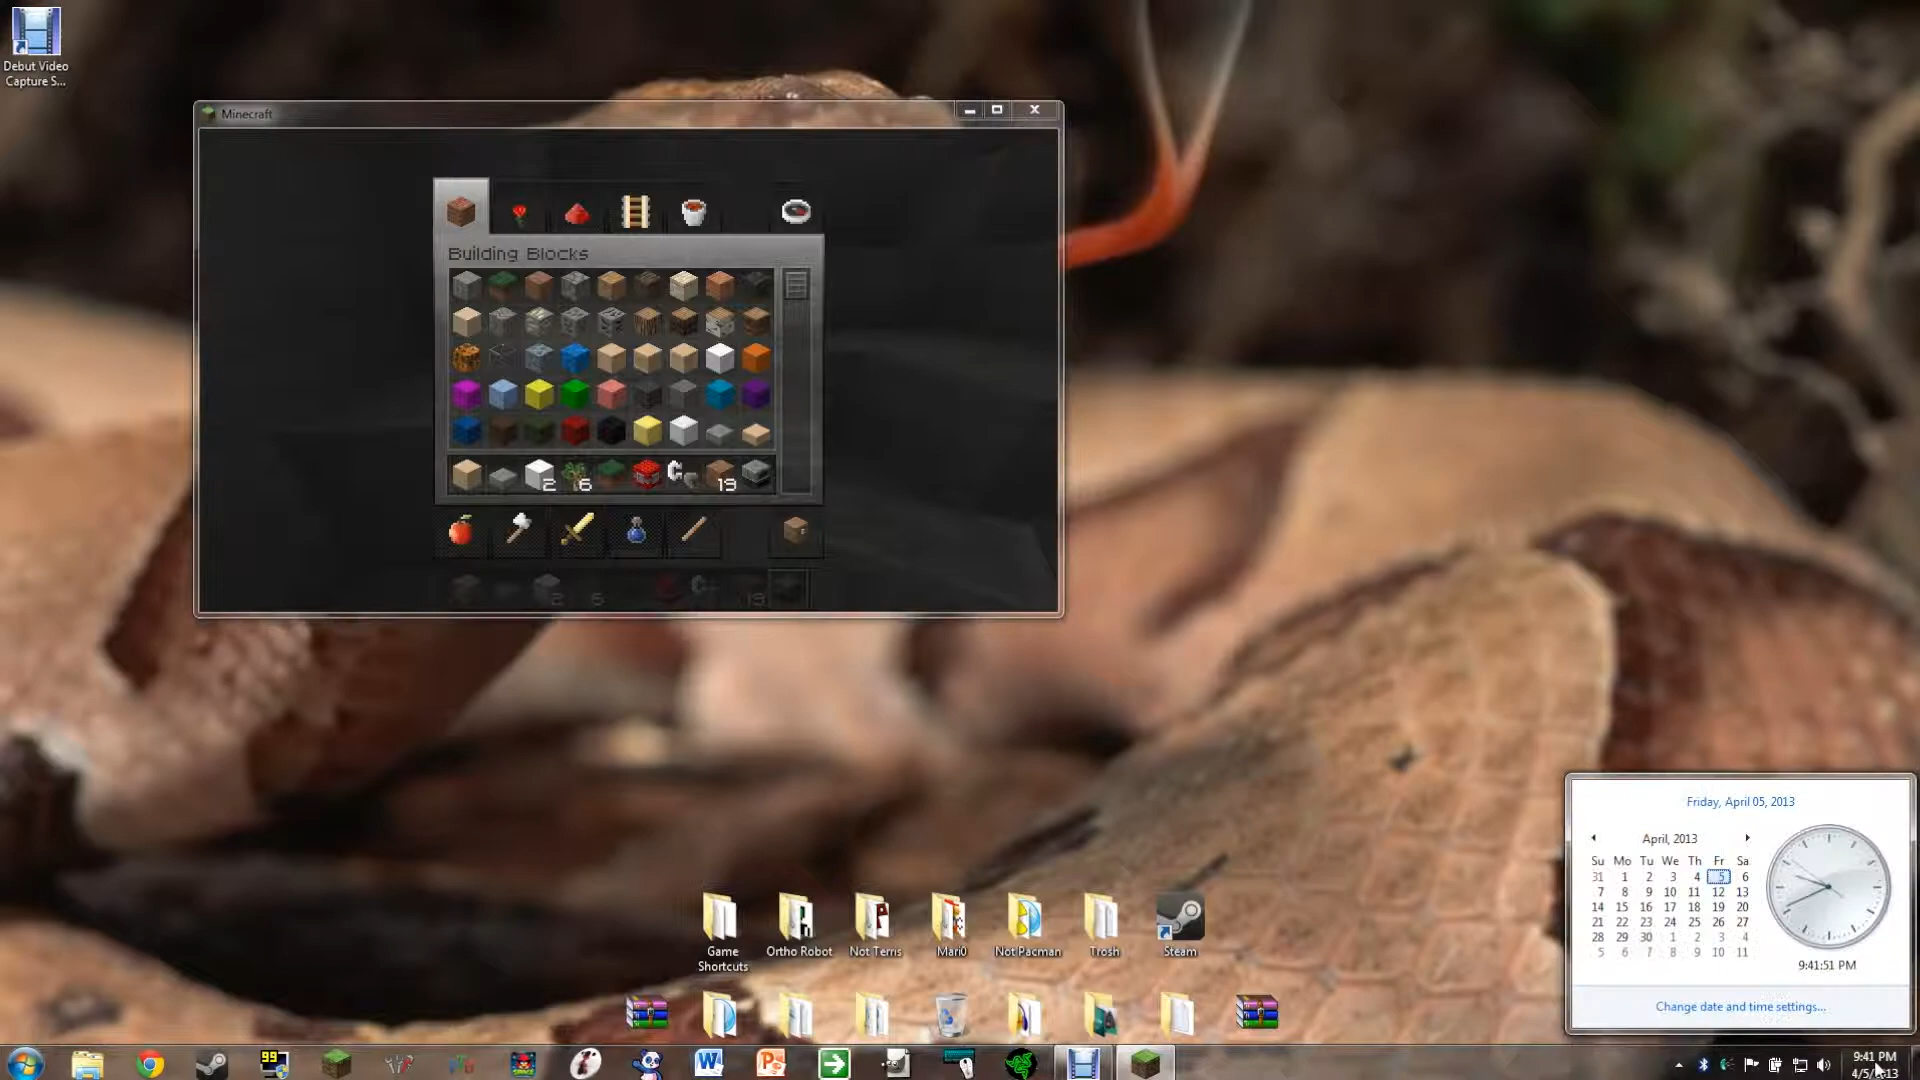 Debut Video
Capture S...
Minecraft
Building Blocks
2
6
19
2
6
19
Friday, April 05, 2013
April, 2013
Su Mo Tu We Th Fr Sa
31 1 2 3 4 5 6
7 8 9 10 11 12 13
14 15 16 17 18 19 20
21 22 23 24 25 26 27
28 29 30 1 2 3 4
5 6 7 8 9 10 11
9:41:51 PM
Change date and time settings...
Game
Shortcuts
Ortho Robot
Not Tetris
Mari0
Not Pacman
Trosh
Steam
99
W
P
9:41 PM
4/5/2013